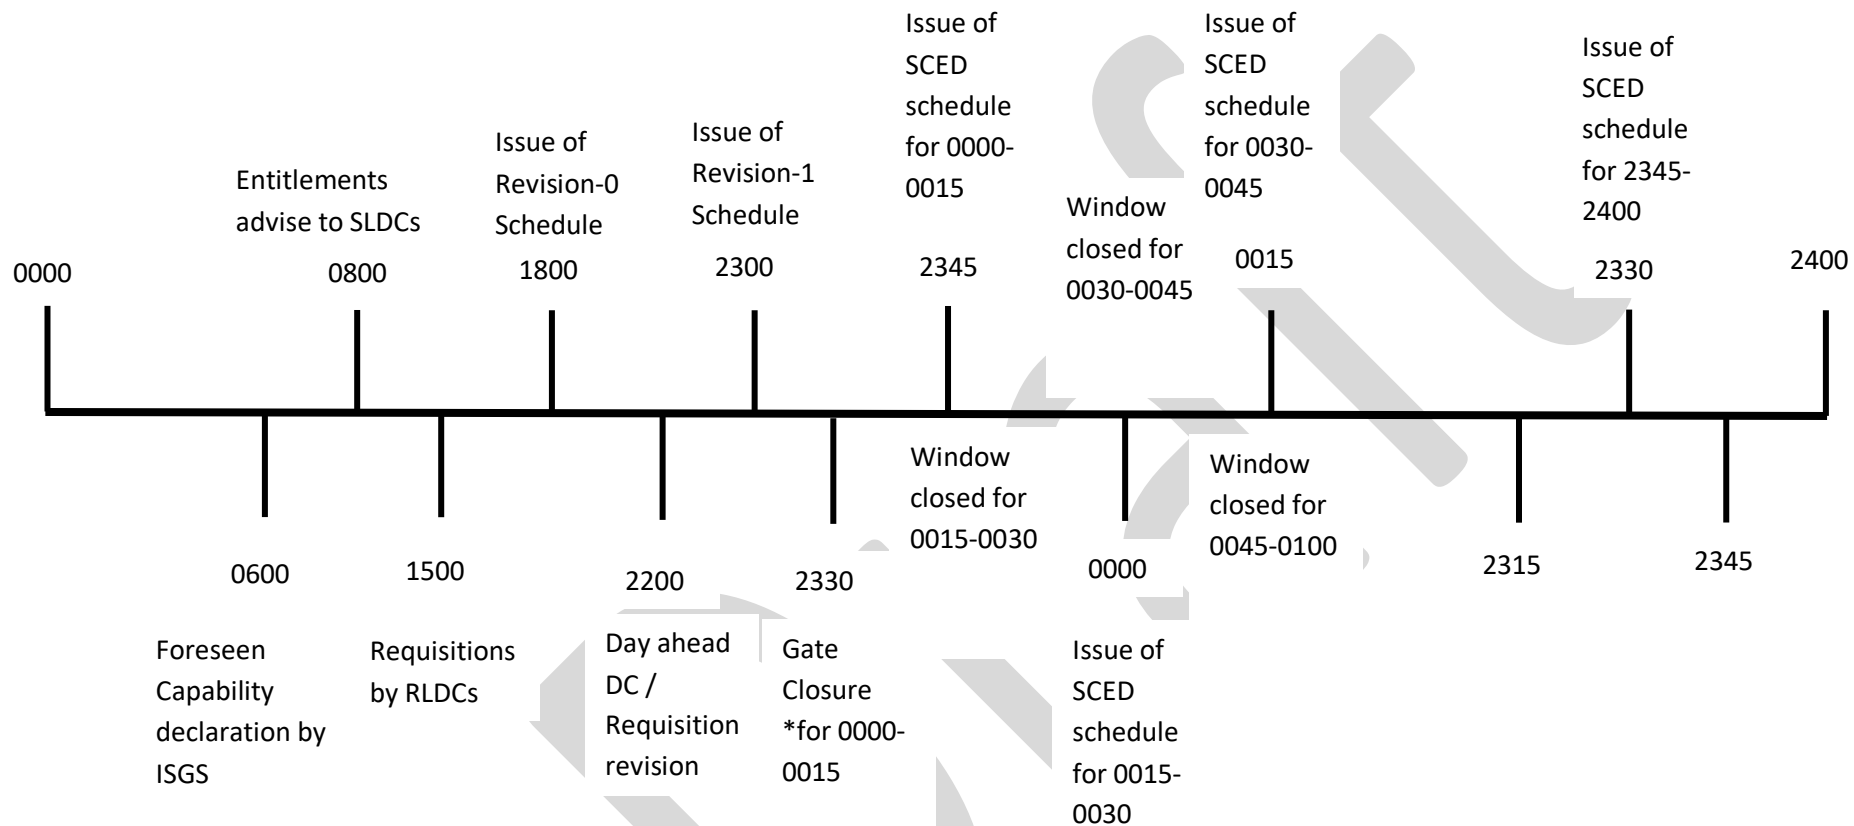 Issue of
SCED
schedule
for 0000-
0015
Issue of
SCED
schedule
for 0030-
0045
Issue of
SCED
schedule
for 2345-
2400
Issue of
Revision-0
Schedule
Issue of
Revision-1
Schedule
Entitlements
advise to SLDCs
Window
closed for
0030-0045
0000
0800
1800
2300
2345
0015
2330
2400
Window
closed for
0015-0030
Window
closed for
0045-0100
0600
1500
2200
2330
0000
2315
2345
Foreseen
Capability
declaration by
ISGS
Requisitions
by RLDCs
Day ahead
DC /
Requisition
revision
Gate
Closure
*for 0000-
0015
Issue of
SCED
schedule
for 0015-
0030